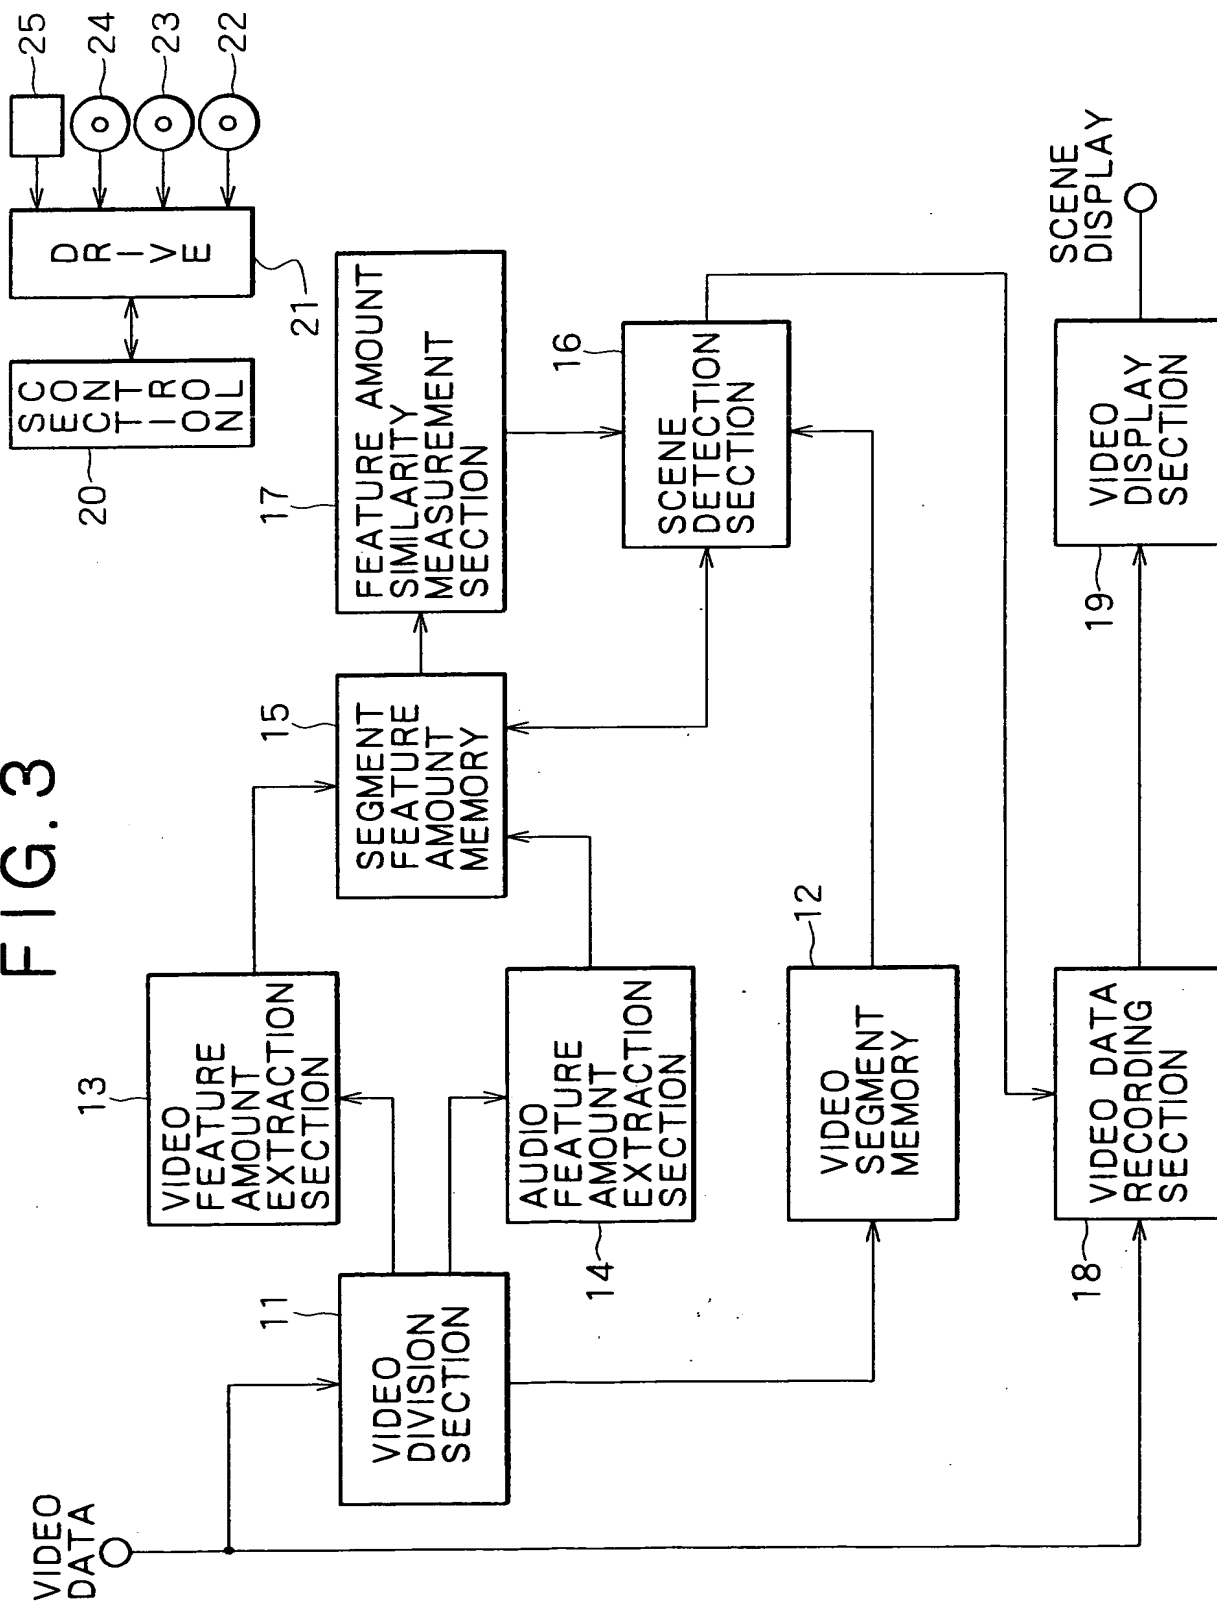 FIG. 3
VIDEO
DATA
11
VIDEO
DIVISION
SECTION
13
VIDEO
FEATURE
AMOUNT
EXTRACTION
SECTION
14
AUDIO
FEATURE
AMOUNT
EXTRACTION
SECTION
12
VIDEO
SEGMENT
MEMORY
15
SEGMENT
FEATURE
AMOUNT
MEMORY
17
FEATURE AMOUNT
SIMILARITY
MEASUREMENT
SECTION
16
SCENE
DETECTION
SECTION
18
VIDEO DATA
RECORDING
SECTION
19
VIDEO
DISPLAY
SECTION
SCENE
DISPLAY
20
CONTROL
SECTION
21
DRIVE
22
23
24
25